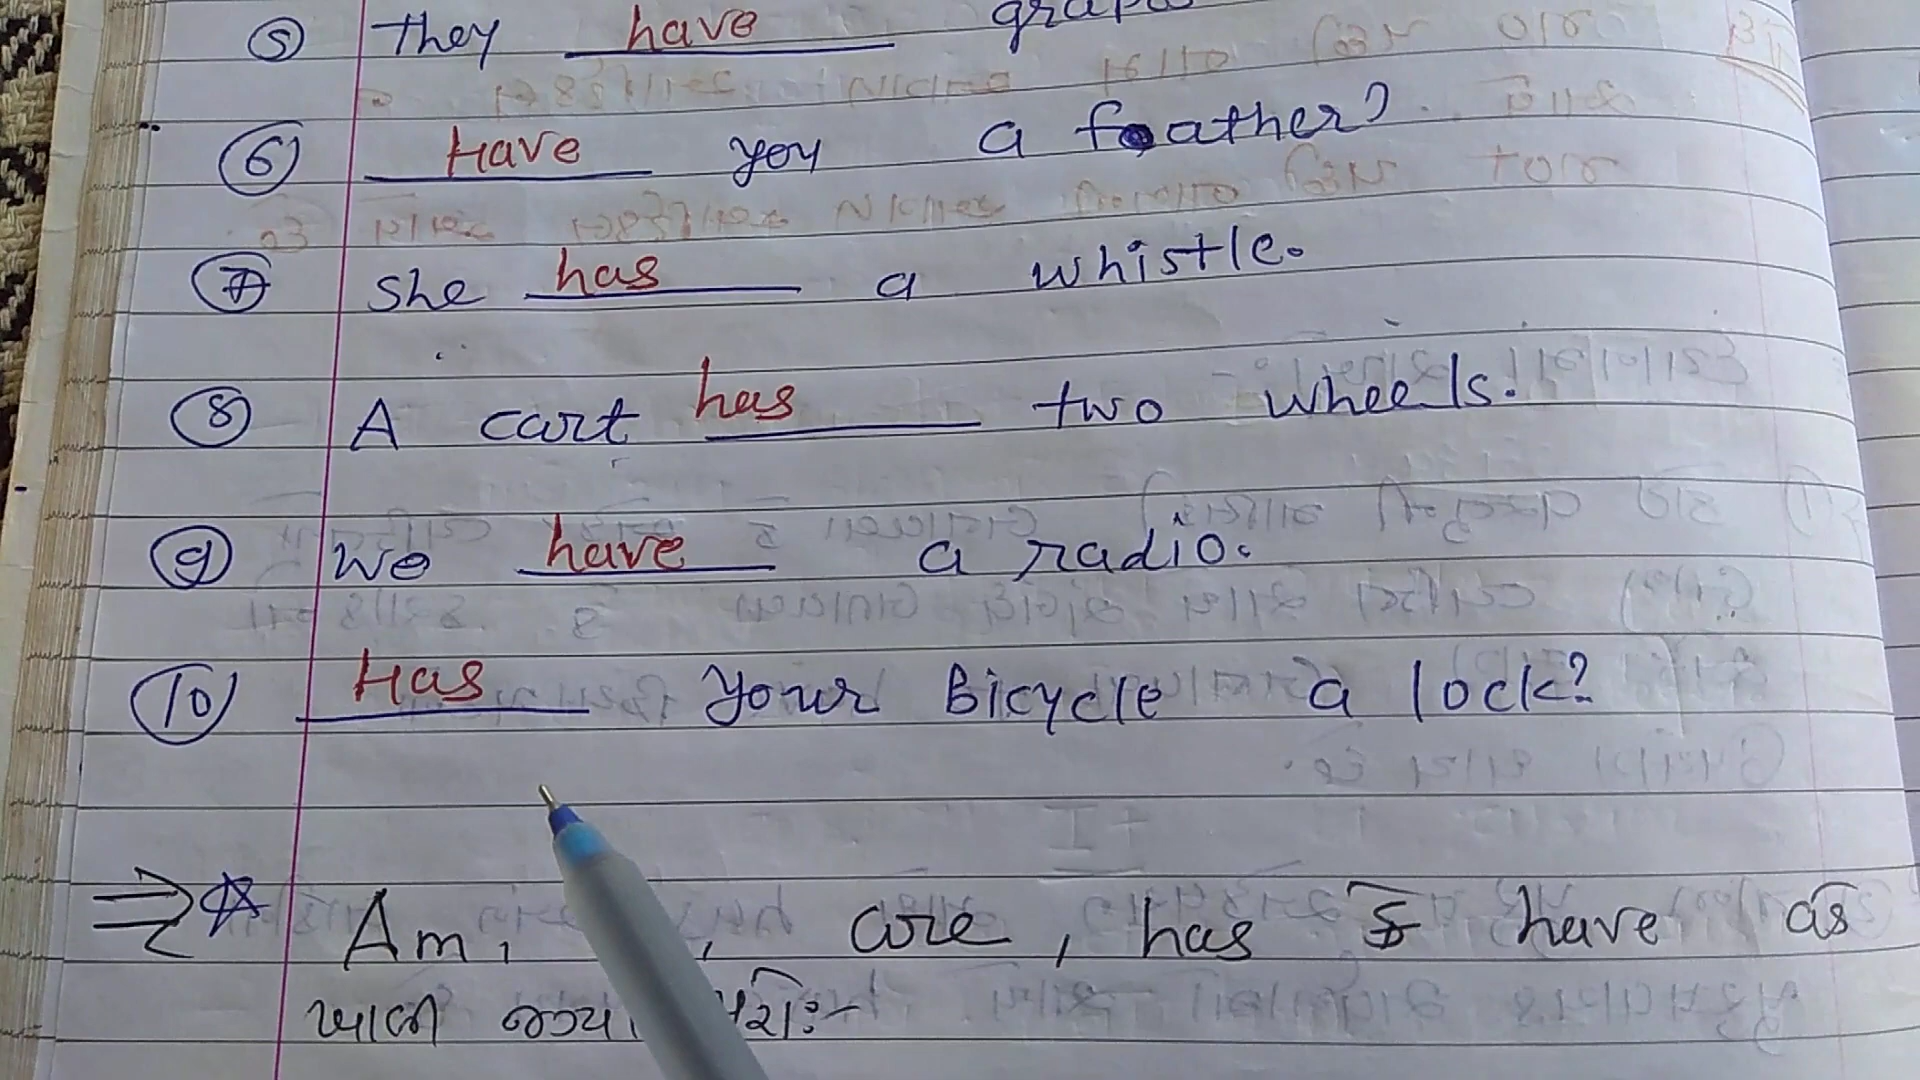 ⑤ They have
⑥ Have you a feather?
⑦ She has a whistle.
⑧ A cart has two wheels.
⑨ We have a radio.
⑩ Has your Bicycle a lock?
⇒ ☆ Am, , are, has કે have થી
ખાલી